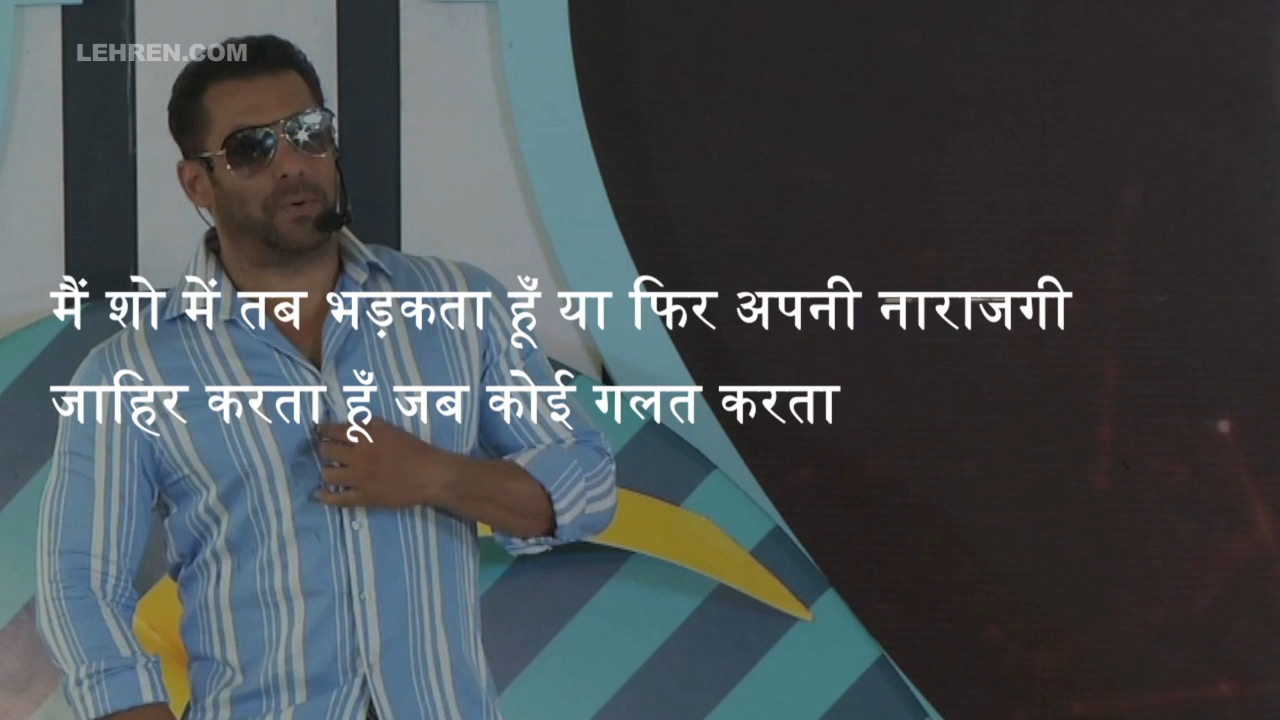 LEHREN.COM
मैं शो में तब भड़कता हूँ या फिर अपनी नाराजगी
जाहिर करता हूँ जब कोई गलत करता